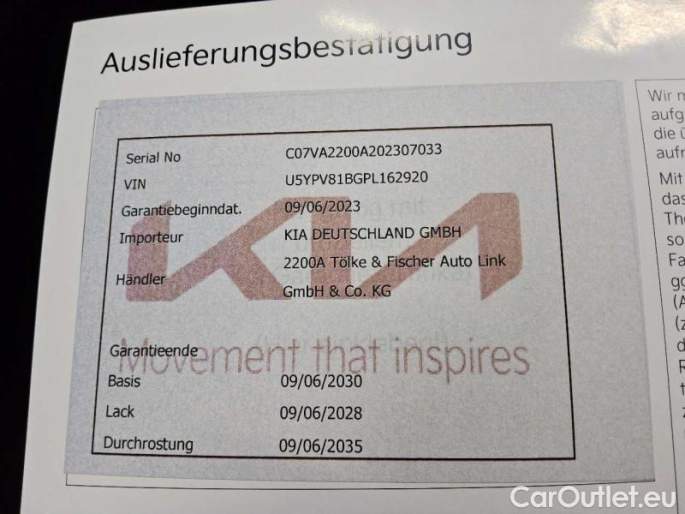 Auslieferungsbestätigung
Serial No C07VA2200A202307033
VIN U5YPV81BGPL162920
Garantiebeginndat. 09/06/2023
Importeur KIA DEUTSCHLAND GMBH
Händler 2200A Tölke & Fischer Auto Link
GmbH & Co. KG
KIA
Movement that inspires
Garantieende
Basis 09/06/2030
Lack 09/06/2028
Durchrostung 09/06/2035
Wir
aufg
die
aufr
Mit
das
The
so
Fa
CarOutlet.eu